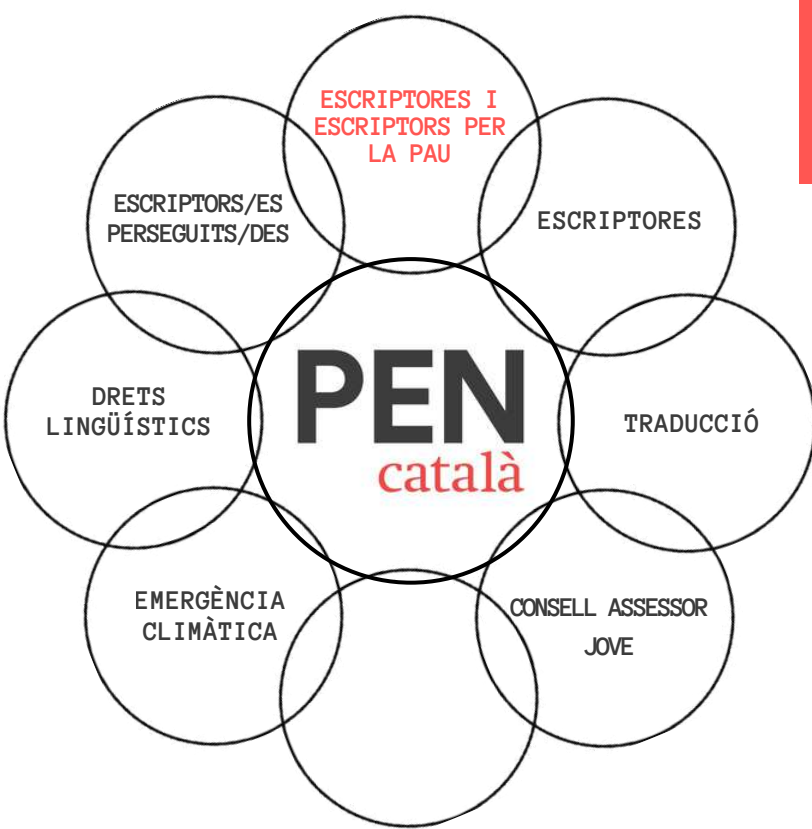 ESCRIPTORES I
ESCRIPTORS PER
LA PAU
ESCRIPTORS/ES
PERSEGUITS/DES
ESCRIPTORES
PEN
català
DRETS
LINGÜÍSTICS
TRADUCCIÓ
EMERGÈNCIA
CLIMÀTICA
CONSELL ASSESSOR
JOVE